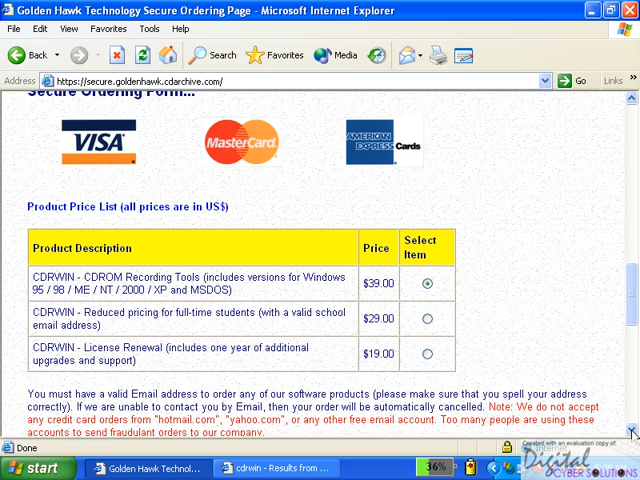 Golden Hawk Technology Secure Ordering Page - Microsoft Internet Explorer
File Edit View Favorites Tools Help
Back Search Favorites Media
Address https://secure.goldenhawk.cdarchive.com/ Go Links »
Secure Ordering Form...
VISA MasterCard AMERICAN EXPRESS Cards
Product Price List (all prices are in US$)
Product Description Price Select Item
CDRWIN - CDROM Recording Tools (includes versions for Windows
95 / 98 / ME / NT / 2000 / XP and MSDOS) $39.00
CDRWIN - Reduced pricing for full-time students (with a valid school
email address) $29.00
CDRWIN - License Renewal (includes one year of additional
upgrades and support) $19.00
You must have a valid Email address to order any of our software products (please make sure that you spell your address
correctly). If we are unable to contact you by Email, then your order will be automatically cancelled. Note: We do not accept
any credit card orders from "hotmail.com", "yahoo.com", or any other free email account. Too many people are using
these accounts to send fraudulant orders to our company.
Done Internet
Created with an evaluation copy of
start Golden Hawk Technol... cdrwin - Results from ... 36%
Digital
CYBER SOLUTIONS